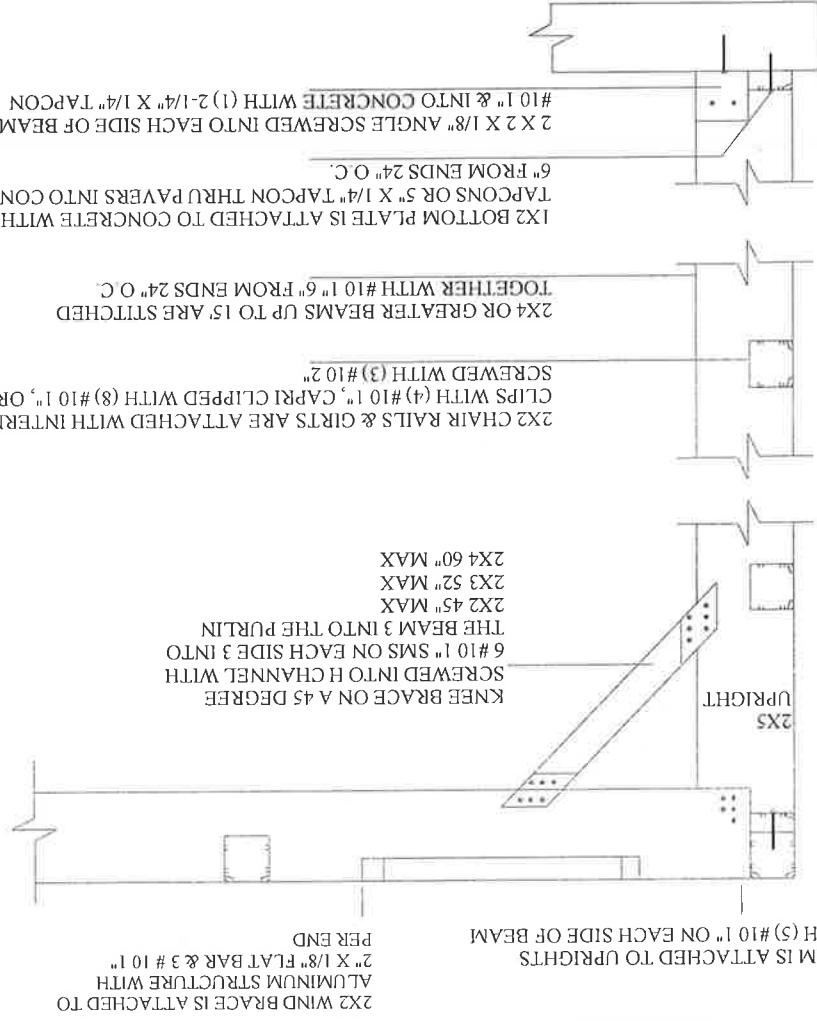 M IS ATTACHED TO UPRIGHTS
H (5) #10 1" ON EACH SIDE OF BEAM
2X2 WIND BRACE IS ATTACHED TO
ALUMINUM STRUCTURE WITH
2" X 1/8" FLAT BAR & 3 # 10 1"
PER END
2X5
UPRIGHT
KNEE BRACE ON A 45 DEGREE
SCREWED INTO H CHANNEL WITH
6 #10 1" SMS ON EACH SIDE 3 INTO
THE BEAM 3 INTO THE PURLIN
2X2 45" MAX
2X3 52" MAX
2X4 60" MAX
2X2 CHAIR RAILS & GIRTS ARE ATTACHED WITH
CLIPS WITH (4) #10 1", CAPRI CLIPPED WITH (8) #10 1", OR
SCREWED WITH (3) #10 2"
2X4 OR GREATER BEAMS UP TO 15' ARE STITCHED
TOGETHER WITH #10 1" 6" FROM ENDS 24" O.C.
1X2 BOTTOM PLATE IS ATTACHED TO CONCRETE WITH
TAPCONS OR 5" X 1/4" TAPCON THRU PAVERS INTO CON
6" FROM ENDS 24" O.C.
2 X 2 X 1/8" ANGLE SCREWED INTO EACH SIDE OF BEAM
#10 1" & INTO CONCRETE WITH (1) 2-1/4" X 1/4" TAPCON